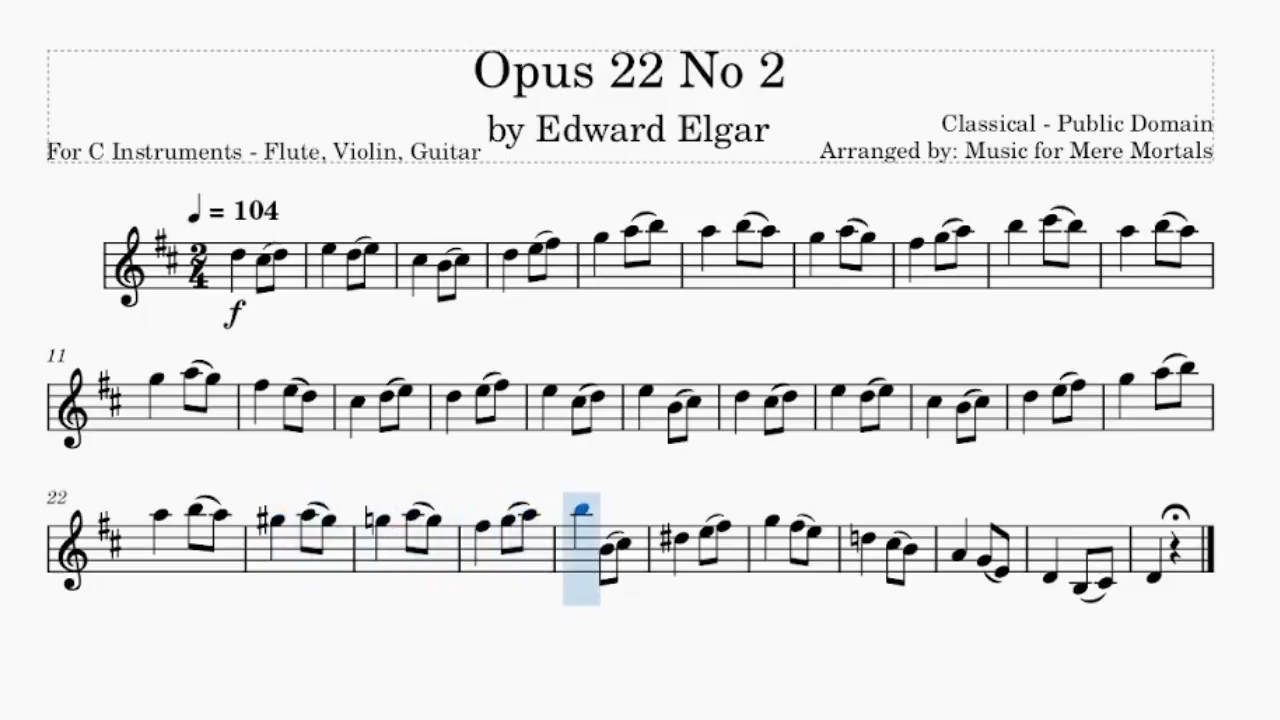 Opus 22 No 2
by Edward Elgar
Classical - Public Domain
For C Instruments - Flute, Violin, Guitar
Arranged by: Music for Mere Mortals
♩ = 104
2
4
f
11
22